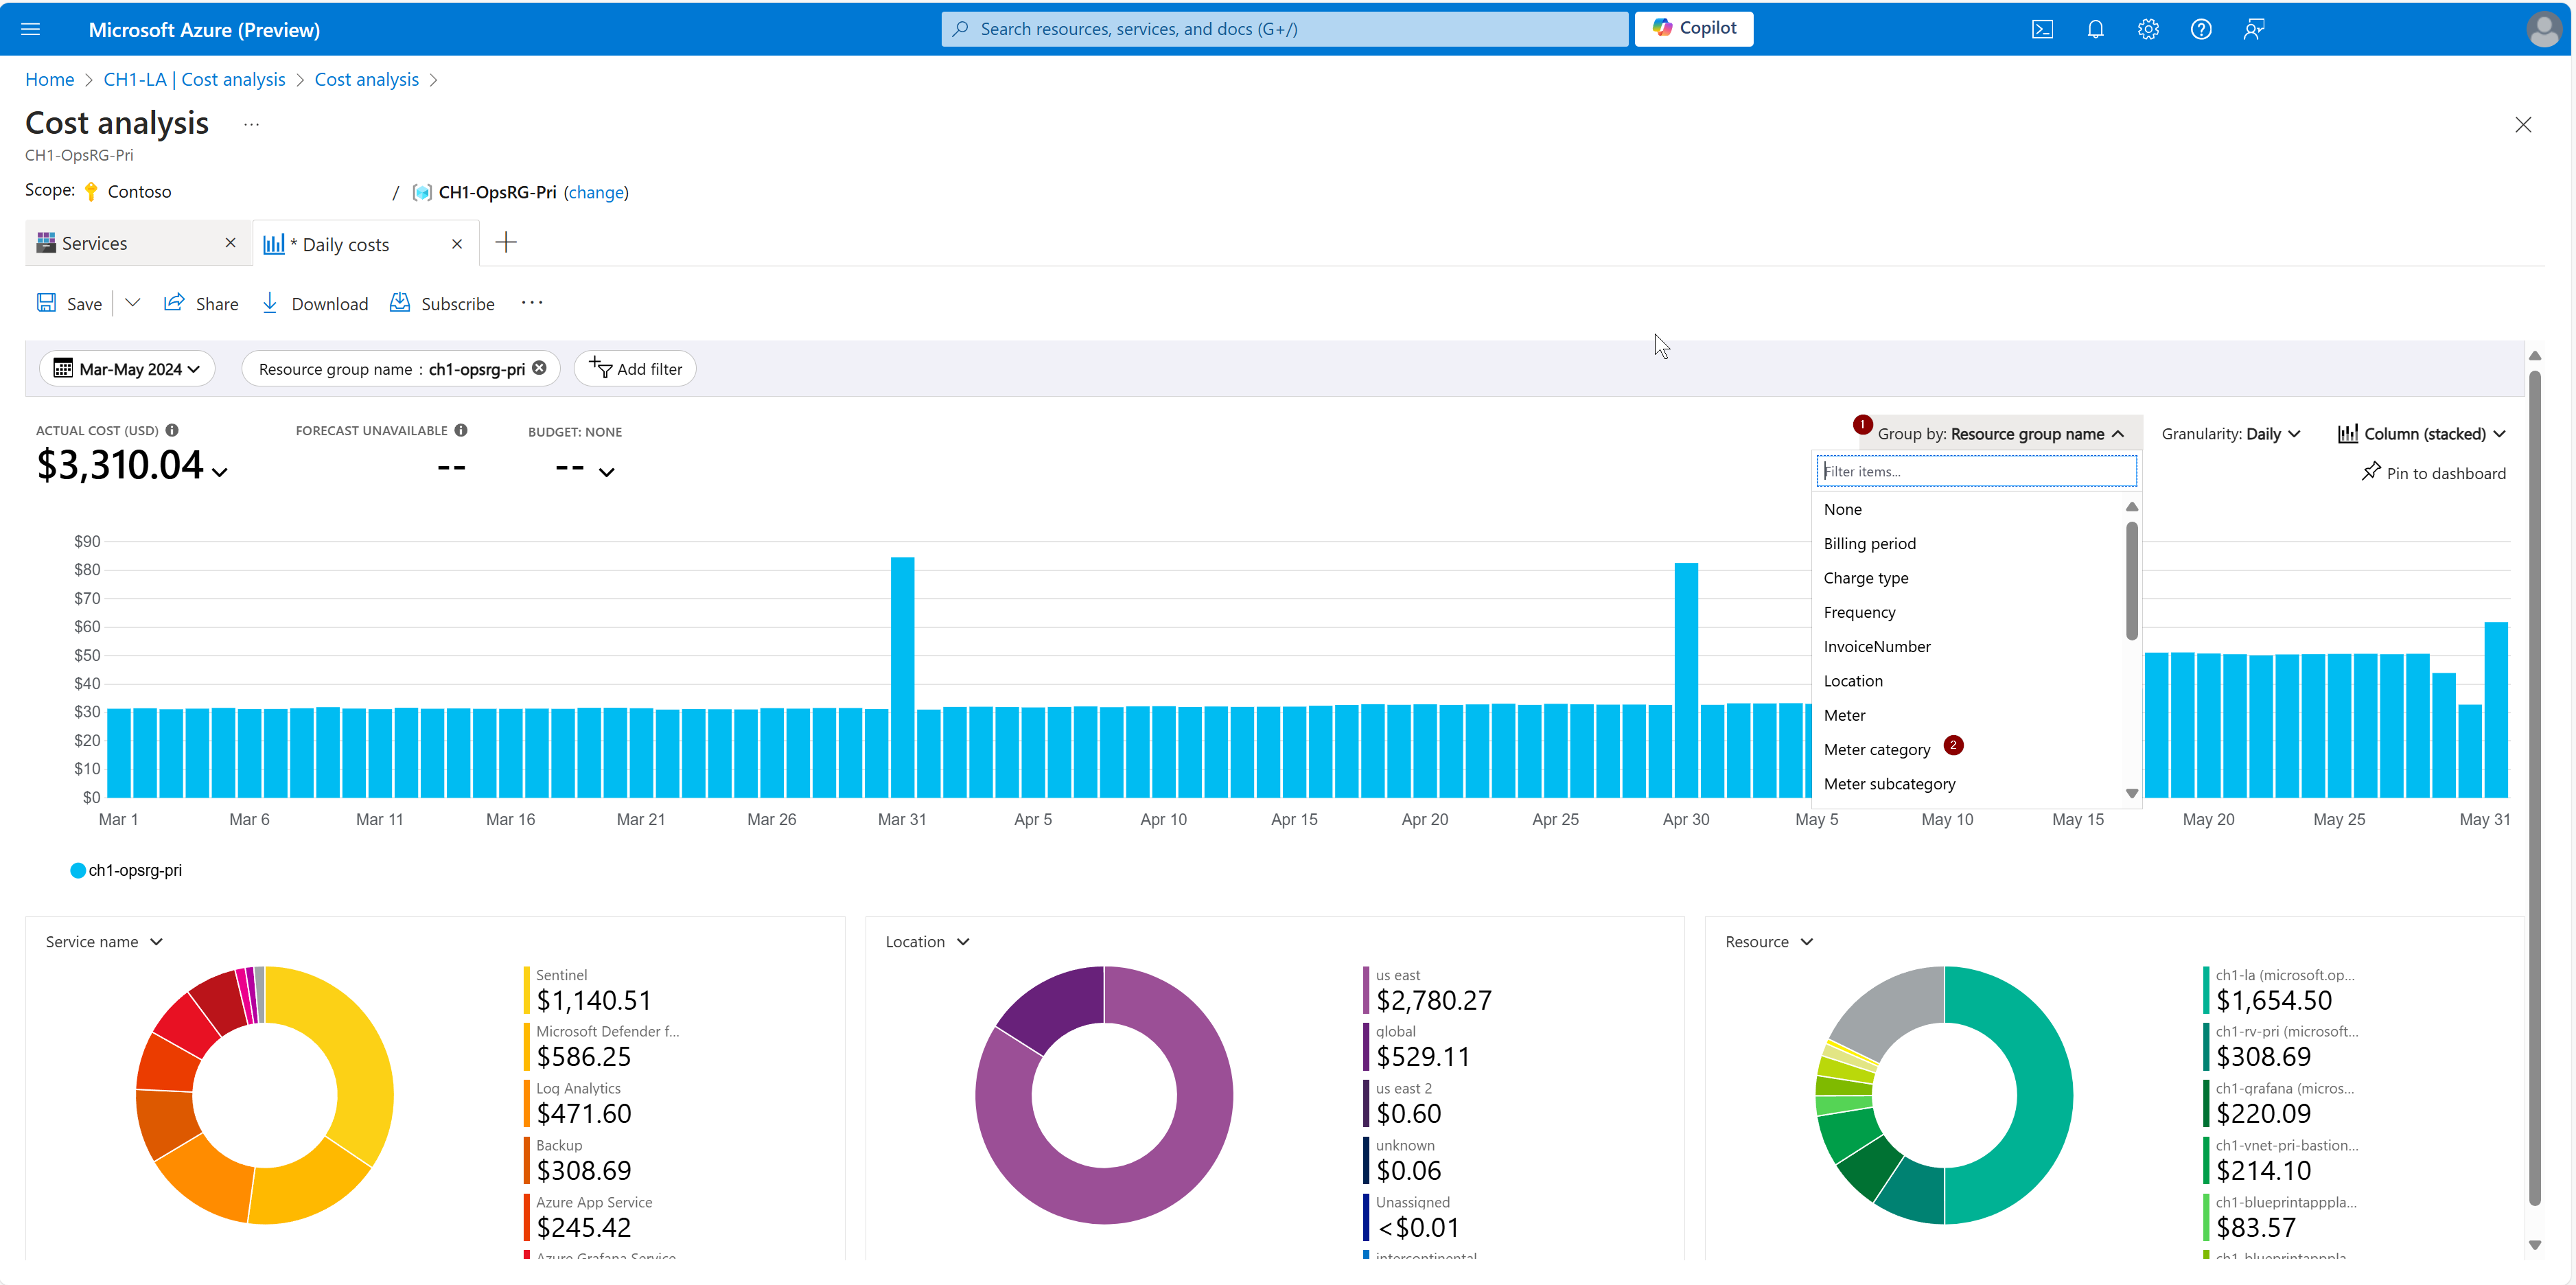 Microsoft Azure (Preview)
Search resources, services, and docs (G+/)
Copilot
Home > CH1-LA | Cost analysis > Cost analysis >
Cost analysis ...
CH1-OpsRG-Pri
Scope: Contoso / CH1-OpsRG-Pri (change)
Services
* Daily costs
Save
Share
Download
Subscribe
...
Mar-May 2024
Resource group name : ch1-opsrg-pri
Add filter
ACTUAL COST (USD)
$3,310.04
FORECAST UNAVAILABLE
--
BUDGET: NONE
--
1
Group by: Resource group name
Granularity: Daily
Column (stacked)
Pin to dashboard
Filter items...
None
Billing period
Charge type
Frequency
InvoiceNumber
Location
Meter
Meter category
2
Meter subcategory
$90
$80
$70
$60
$50
$40
$30
$20
$10
$0
Mar 1
Mar 6
Mar 11
Mar 16
Mar 21
Mar 26
Mar 31
Apr 5
Apr 10
Apr 15
Apr 20
Apr 25
Apr 30
May 5
May 10
May 15
May 20
May 25
May 31
ch1-opsrg-pri
Service name
Sentinel
$1,140.51
Microsoft Defender f...
$586.25
Log Analytics
$471.60
Backup
$308.69
Azure App Service
$245.42
Azure Grafana Service
Location
us east
$2,780.27
global
$529.11
us east 2
$0.60
unknown
$0.06
Unassigned
<$0.01
intercontinental
Resource
ch1-la (microsoft.op...
$1,654.50
ch1-rv-pri (microsoft...
$308.69
ch1-grafana (micros...
$220.09
ch1-vnet-pri-bastion...
$214.10
ch1-blueprintapppla...
$83.57
ch1-blueprintapppla...